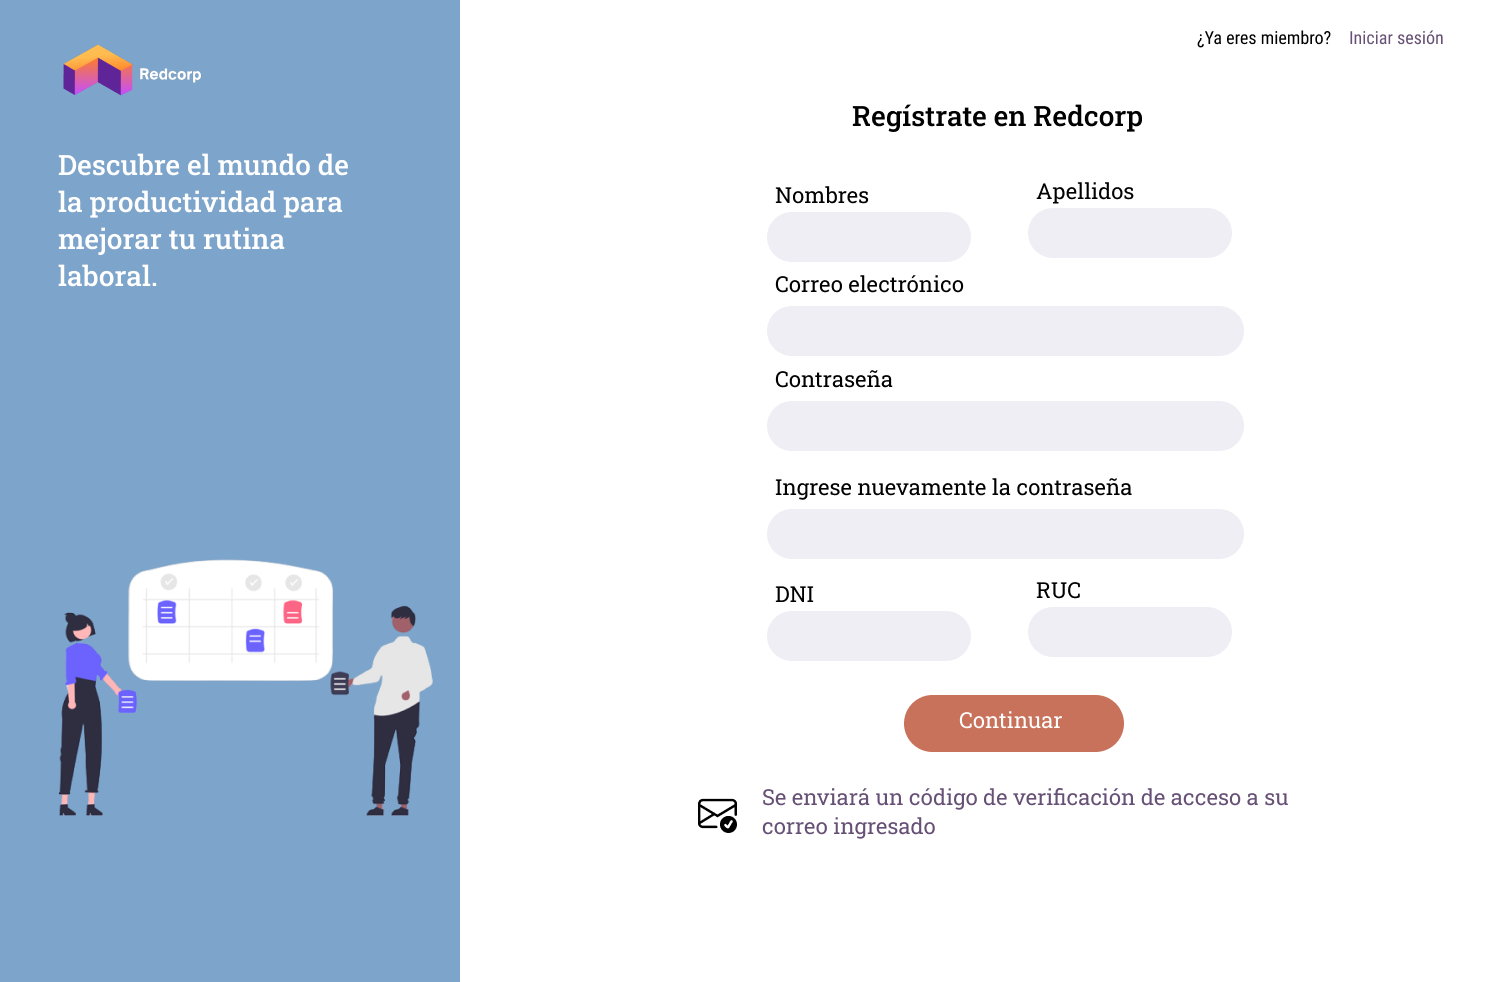 Redcorp
Descubre el mundo de
la productividad para
mejorar tu rutina
laboral.
¿Ya eres miembro? Iniciar sesión
Regístrate en Redcorp
Nombres
Apellidos
Correo electrónico
Contraseña
Ingrese nuevamente la contraseña
DNI
RUC
Continuar
Se enviará un código de verificación de acceso a su
correo ingresado